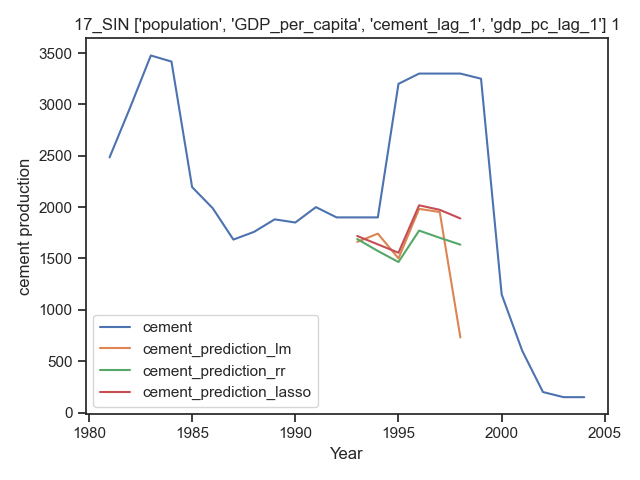 17_SIN ['population', 'GDP_per_capita', 'cement_lag_1', 'gdp_pc_lag_1'] 1
3500
3000
2500
2000
1500
1000
500
0
cement production
cement
cement_prediction_lm
cement_prediction_rr
cement_prediction_lasso
1980 1985 1990 1995 2000 2005
Year